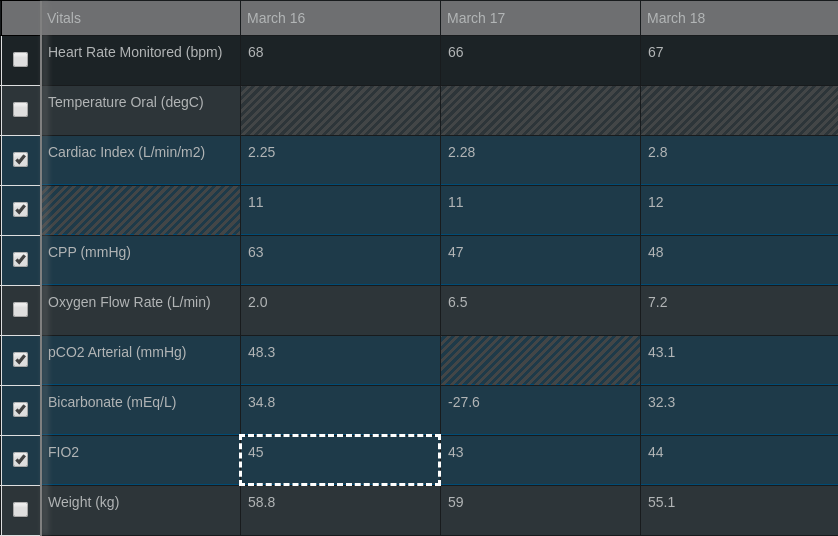 Vitals March 16 March 17 March 18
Heart Rate Monitored (bpm) 68 66 67
Temperature Oral (degC)
Cardiac Index (L/min/m2) 2.25 2.28 2.8
11 11 12
CPP (mmHg) 63 47 48
Oxygen Flow Rate (L/min) 2.0 6.5 7.2
pCO2 Arterial (mmHg) 48.3 43.1
Bicarbonate (mEq/L) 34.8 -27.6 32.3
FIO2 45 43 44
Weight (kg) 58.8 59 55.1